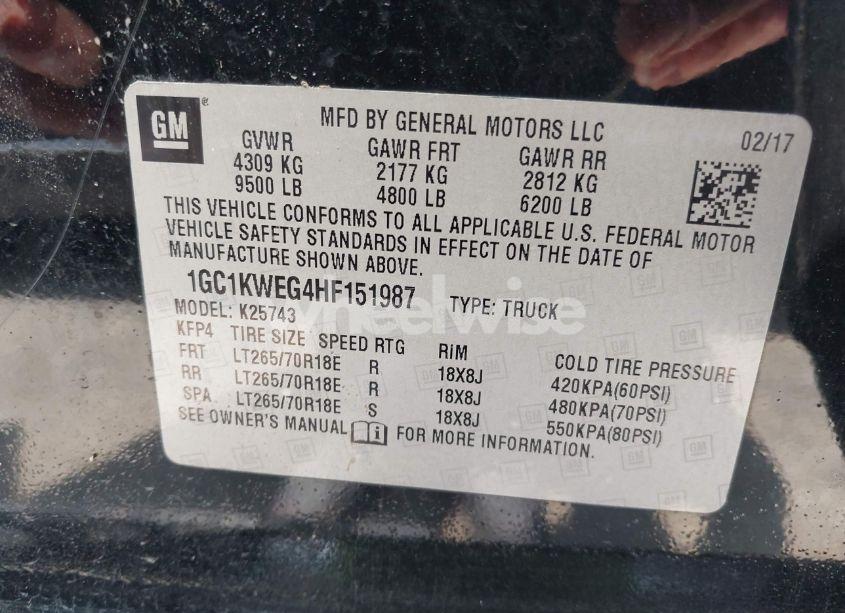 GM ®
MFD BY GENERAL MOTORS LLC 02/17
GVWR GAWR FRT GAWR RR
4309 KG 2177 KG 2812 KG
9500 LB 4800 LB 6200 LB
THIS VEHICLE CONFORMS TO ALL APPLICABLE U.S. FEDERAL MOTOR
VEHICLE SAFETY STANDARDS IN EFFECT ON THE DATE OF
MANUFACTURE SHOWN ABOVE.
1GC1KWEG4HF151987 TYPE: TRUCK
MODEL: K25743
wheelwise
KFP4 TIRE SIZE SPEED RTG RIM COLD TIRE PRESSURE
FRT LT265/70R18E R 18X8J 420KPA(60PSI)
RR LT265/70R18E R 18X8J 480KPA(70PSI)
SPA LT265/70R18E S 18X8J 550KPA(80PSI)
SEE OWNER'S MANUAL FOR MORE INFORMATION.